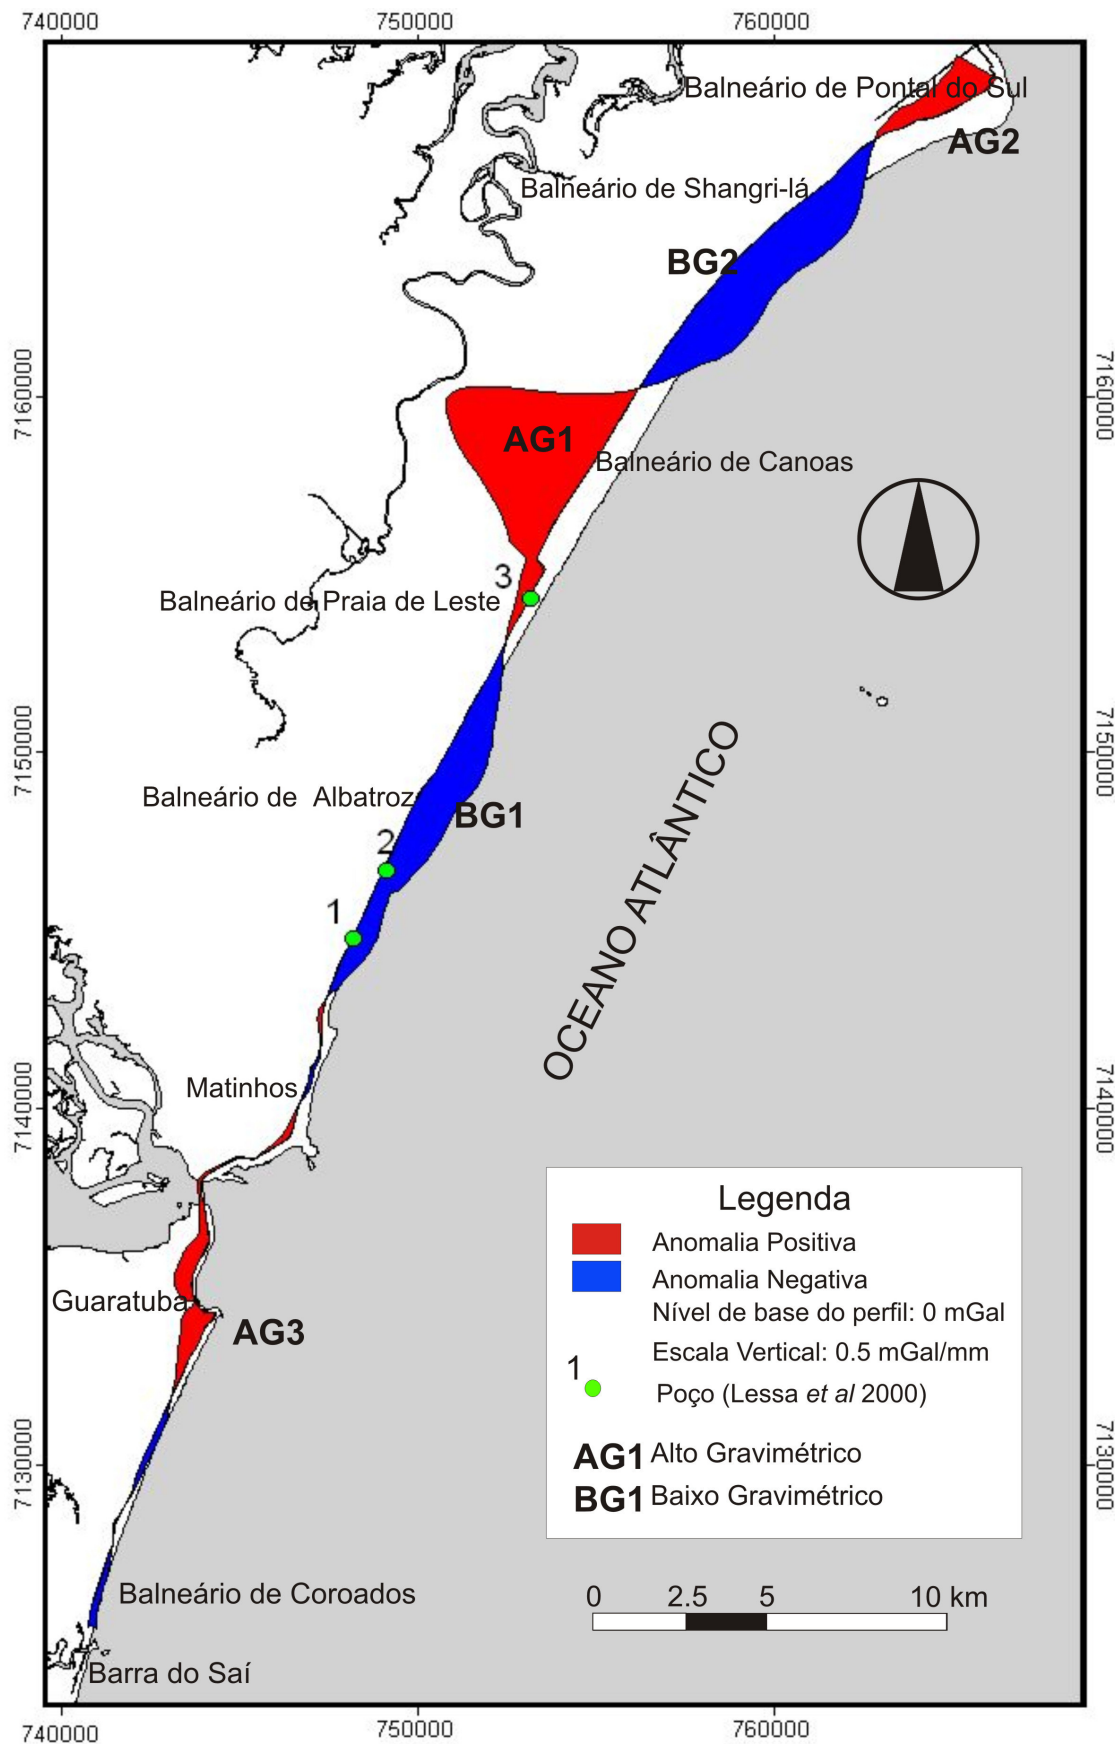 740000
750000
760000
Balneário de Pontal do Sul
AG2
Balneário de Shangri-lá
BG2
7160000
7160000
AG1
Balneário de Canoas
3
Balneário de Praia de Leste
7150000
7150000
OCEANO ATLÂNTICO
Balneário de Albatroz
BG1
2
1
Matinhos
7140000
7140000
Guaratuba
AG3
Legenda
Anomalia Positiva
Anomalia Negativa
Nível de base do perfil: 0 mGal
Escala Vertical: 0.5 mGal/mm
1
Poço (Lessa et al 2000)
AG1 Alto Gravimétrico
BG1 Baixo Gravimétrico
7130000
7130000
0 2.5 5 10 km
Balneário de Coroados
Barra do Saí
740000
750000
760000